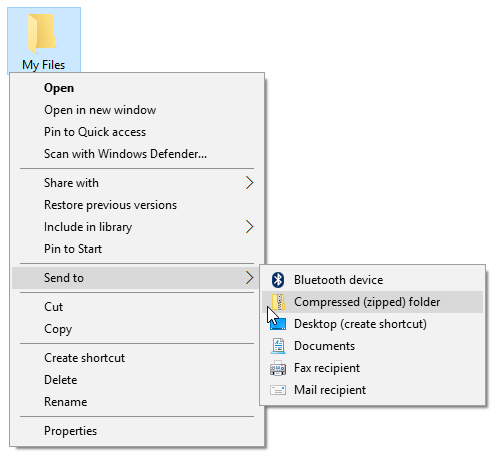 My Files
Open
Open in new window
Pin to Quick access
Scan with Windows Defender...
Share with
Restore previous versions
Include in library
Pin to Start
Send to
Cut
Copy
Create shortcut
Delete
Rename
Properties
Bluetooth device
Compressed (zipped) folder
Desktop (create shortcut)
Documents
Fax recipient
Mail recipient